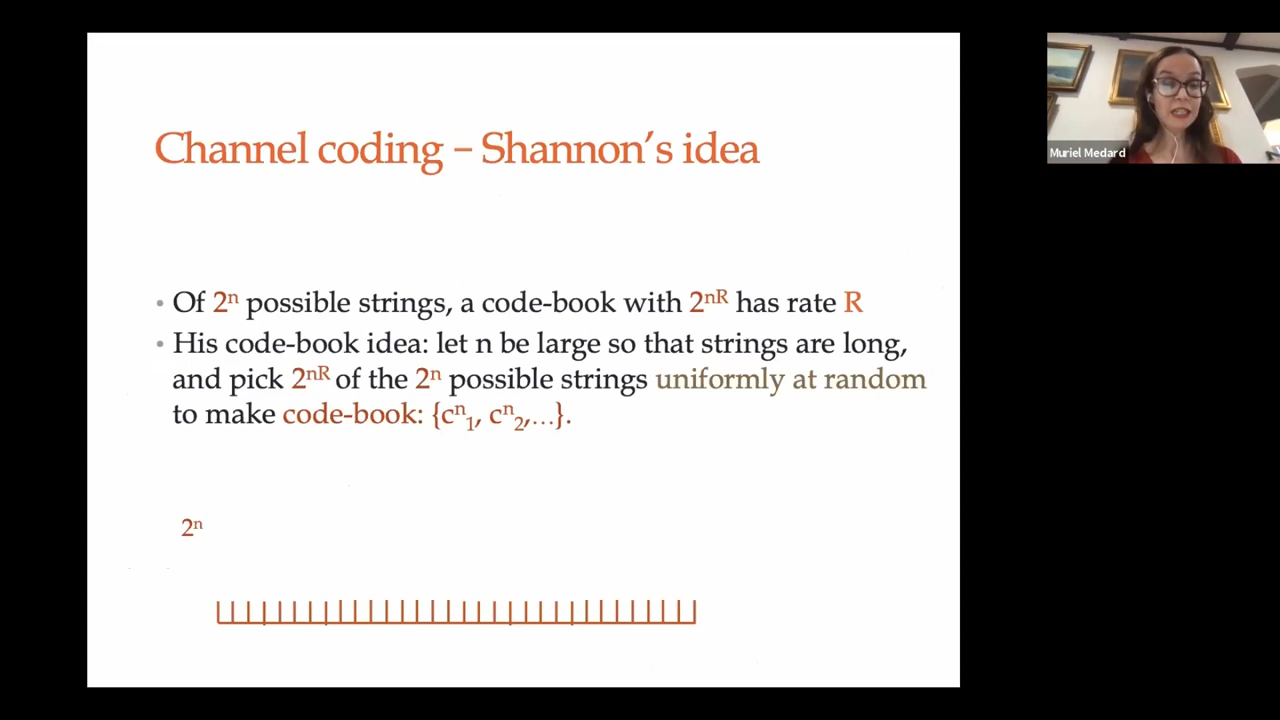 Channel coding – Shannon's idea
Muriel Medard
• Of 2ⁿ possible strings, a code-book with 2ⁿᴿ has rate R
• His code-book idea: let n be large so that strings are long,
and pick 2ⁿᴿ of the 2ⁿ possible strings uniformly at random
to make code-book: {cⁿ₁, cⁿ₂,…}.
2ⁿ